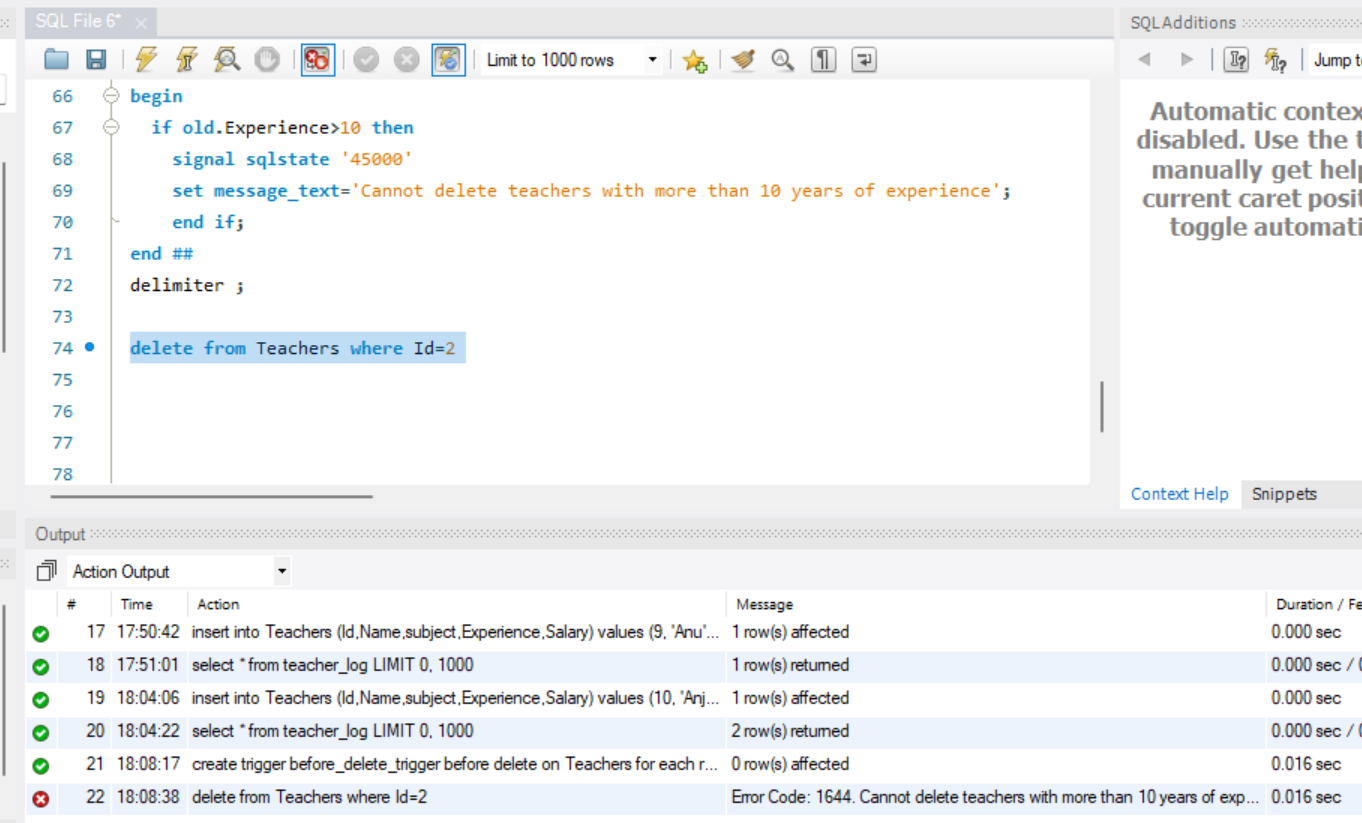 SQL File 6*
SQLAdditions
Limit to 1000 rows
Jump t
66 begin
67 if old.Experience>10 then
68 signal sqlstate '45000'
69 set message_text='Cannot delete teachers with more than 10 years of experience';
70 end if;
71 end ##
72 delimiter ;
73
74 delete from Teachers where Id=2
75
76
77
78
Automatic contex
disabled. Use the t
manually get help
current caret posit
toggle automati
Context Help Snippets
Output
Action Output
# Time Action Message Duration / Fe
17 17:50:42 insert into Teachers (Id,Name,subject,Experience,Salary) values (9, 'Anu'... 1 row(s) affected 0.000 sec
18 17:51:01 select * from teacher_log LIMIT 0, 1000 1 row(s) returned 0.000 sec / 0
19 18:04:06 insert into Teachers (Id,Name,subject,Experience,Salary) values (10, 'Anj... 1 row(s) affected 0.000 sec
20 18:04:22 select * from teacher_log LIMIT 0, 1000 2 row(s) returned 0.000 sec / 0
21 18:08:17 create trigger before_delete_trigger before delete on Teachers for each r... 0 row(s) affected 0.016 sec
22 18:08:38 delete from Teachers where Id=2 Error Code: 1644. Cannot delete teachers with more than 10 years of exp... 0.016 sec